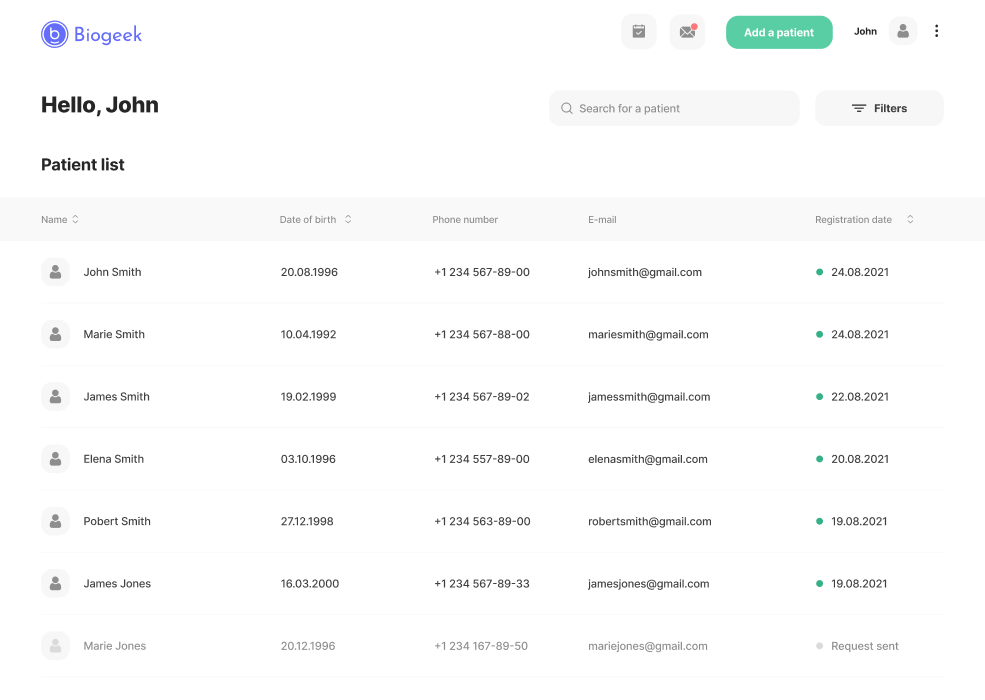 Biogeek
Add a patient
John
Hello, John
Search for a patient
Filters
Patient list
Name Date of birth Phone number E-mail Registration date
John Smith 20.08.1996 +1 234 567-89-00 johnsmith@gmail.com 24.08.2021
Marie Smith 10.04.1992 +1 234 567-88-00 mariesmith@gmail.com 24.08.2021
James Smith 19.02.1999 +1 234 567-89-02 jamessmith@gmail.com 22.08.2021
Elena Smith 03.10.1996 +1 234 557-89-00 elenasmith@gmail.com 20.08.2021
Pobert Smith 27.12.1998 +1 234 563-89-00 robertsmith@gmail.com 19.08.2021
James Jones 16.03.2000 +1 234 567-89-33 jamesjones@gmail.com 19.08.2021
Marie Jones 20.12.1996 +1 234 167-89-50 mariejones@gmail.com Request sent